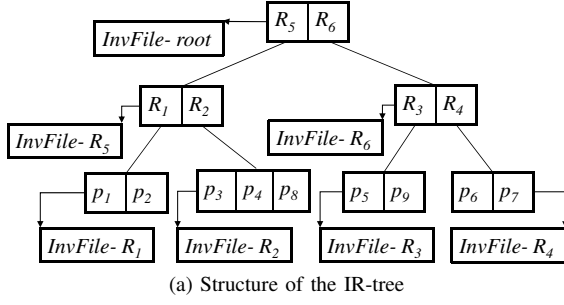 R5 R6
InvFile- root
R1 R2
R3 R4
InvFile- R5
InvFile- R6
p1 p2
p3 p4 p8
p5 p9
p6 p7
InvFile- R1
InvFile- R2
InvFile- R3
InvFile- R4
(a) Structure of the IR-tree